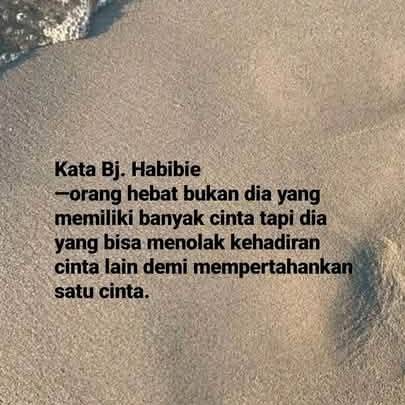 Kata Bj. Habibie
—orang hebat bukan dia yang
memiliki banyak cinta tapi dia
yang bisa menolak kehadiran
cinta lain demi mempertahankan
satu cinta.